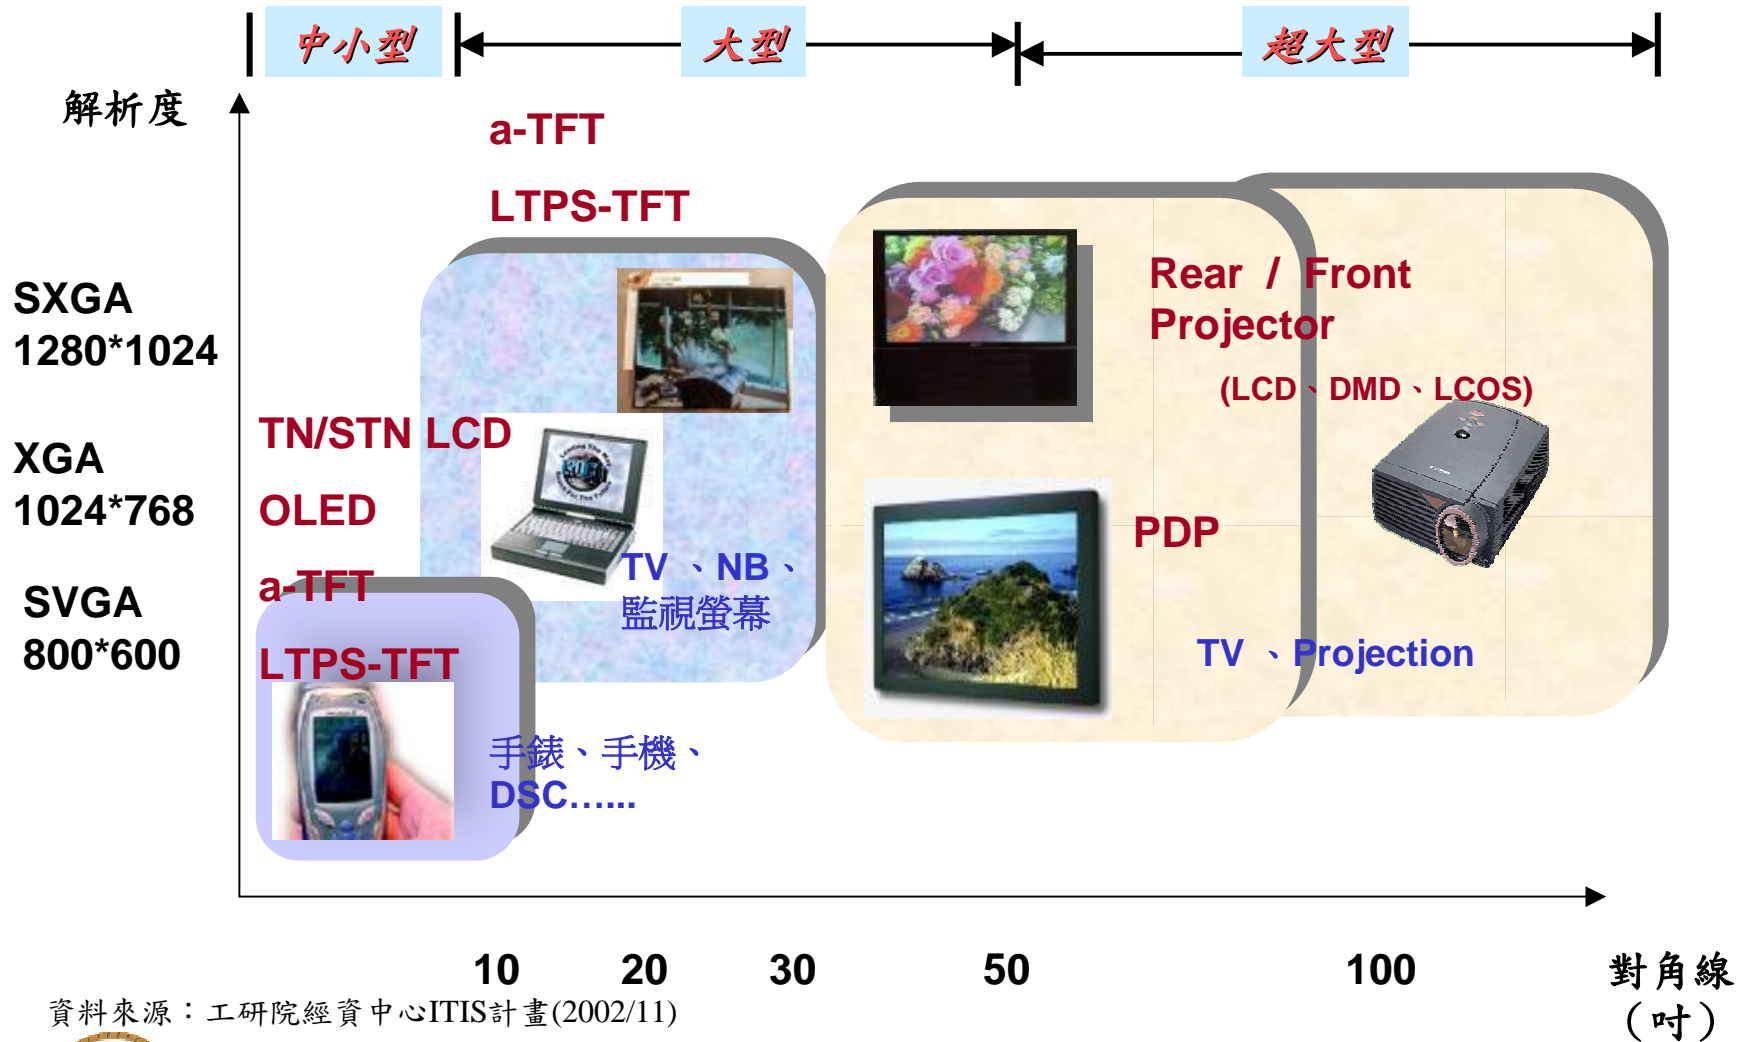 中小型
大型
超大型
解析度
a-TFT
LTPS-TFT
SXGA
1280*1024
Rear / Front
Projector
(LCD、DMD、LCOS)
TN/STN LCD
XGA
1024*768
OLED
PDP
TV 、NB、
監視螢幕
a-TFT
SVGA
800*600
LTPS-TFT
TV 、Projection
手錶、手機、
DSC…...
10
20
30
50
100
對角線
(吋)
資料來源：工研院經資中心ITIS計畫(2002/11)